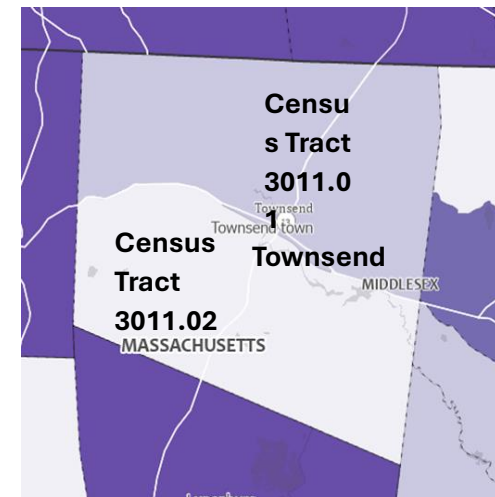 Censu
s Tract
3011.0
1
Townsend
Townsend town
Townsend
Census
Tract
3011.02
MIDDLESEX
MASSACHUSETTS